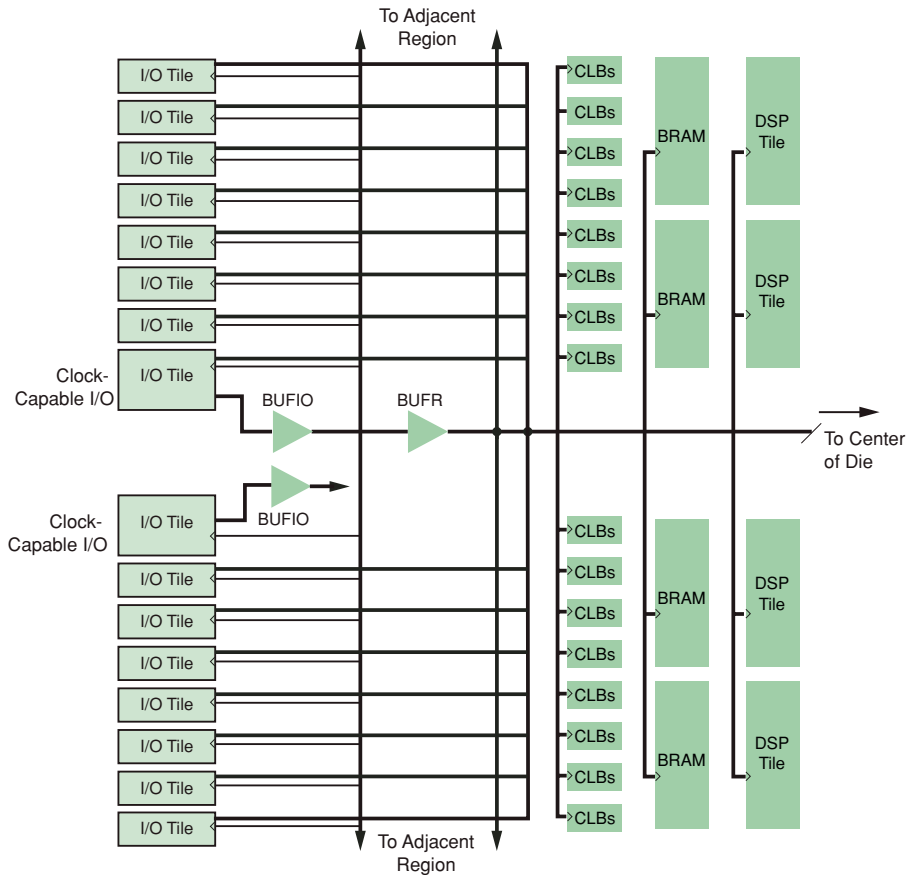 To Adjacent
Region
I/O Tile
I/O Tile
I/O Tile
I/O Tile
I/O Tile
I/O Tile
I/O Tile
I/O Tile
Clock-
Capable I/O
CLBs
CLBs
CLBs
CLBs
CLBs
CLBs
CLBs
CLBs
BRAM
BRAM
DSP
Tile
DSP
Tile
BUFIO
BUFR
To Center
of Die
BUFIO
Clock-
Capable I/O
I/O Tile
I/O Tile
I/O Tile
I/O Tile
I/O Tile
I/O Tile
I/O Tile
I/O Tile
CLBs
CLBs
CLBs
CLBs
CLBs
CLBs
CLBs
CLBs
BRAM
BRAM
DSP
Tile
DSP
Tile
To Adjacent
Region